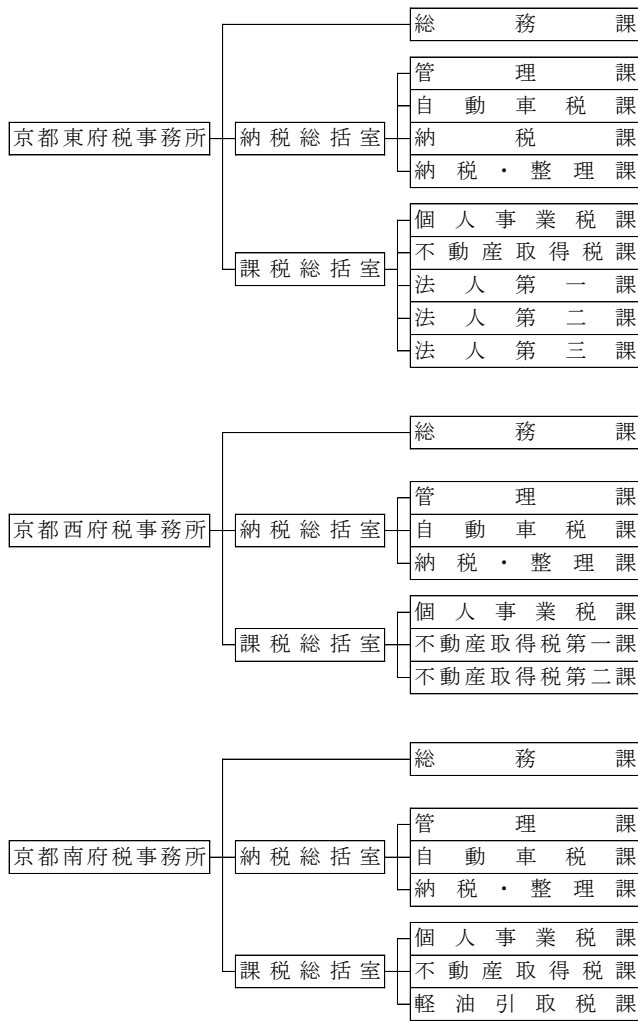 総務課
管理課
自動車税課
京都東府税事務所 納税総括室 納税課
納税・整理課
個人事業税課
不動産取得税課
課税総括室 法人第一課
法人第二課
法人第三課
総務課
管理課
京都西府税事務所 納税総括室 自動車税課
納税・整理課
個人事業税課
課税総括室 不動産取得税第一課
不動産取得税第二課
総務課
管理課
京都南府税事務所 納税総括室 自動車税課
納税・整理課
個人事業税課
課税総括室 不動産取得税課
軽油引取税課